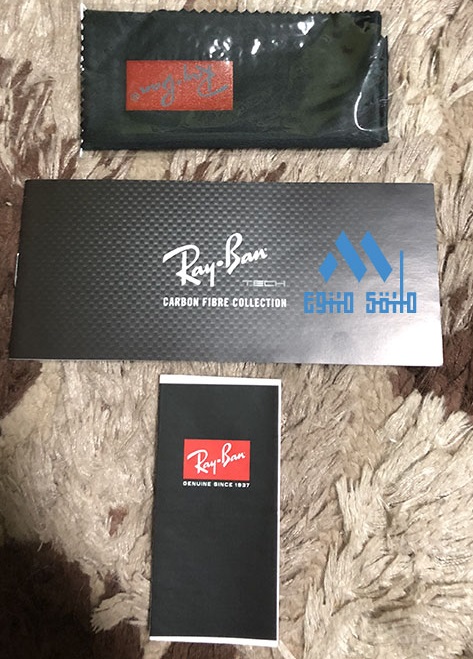 Ray-Ban
Ray-Ban
TECH
CARBON FIBRE COLLECTION
Ray-Ban
GENUINE SINCE 1937